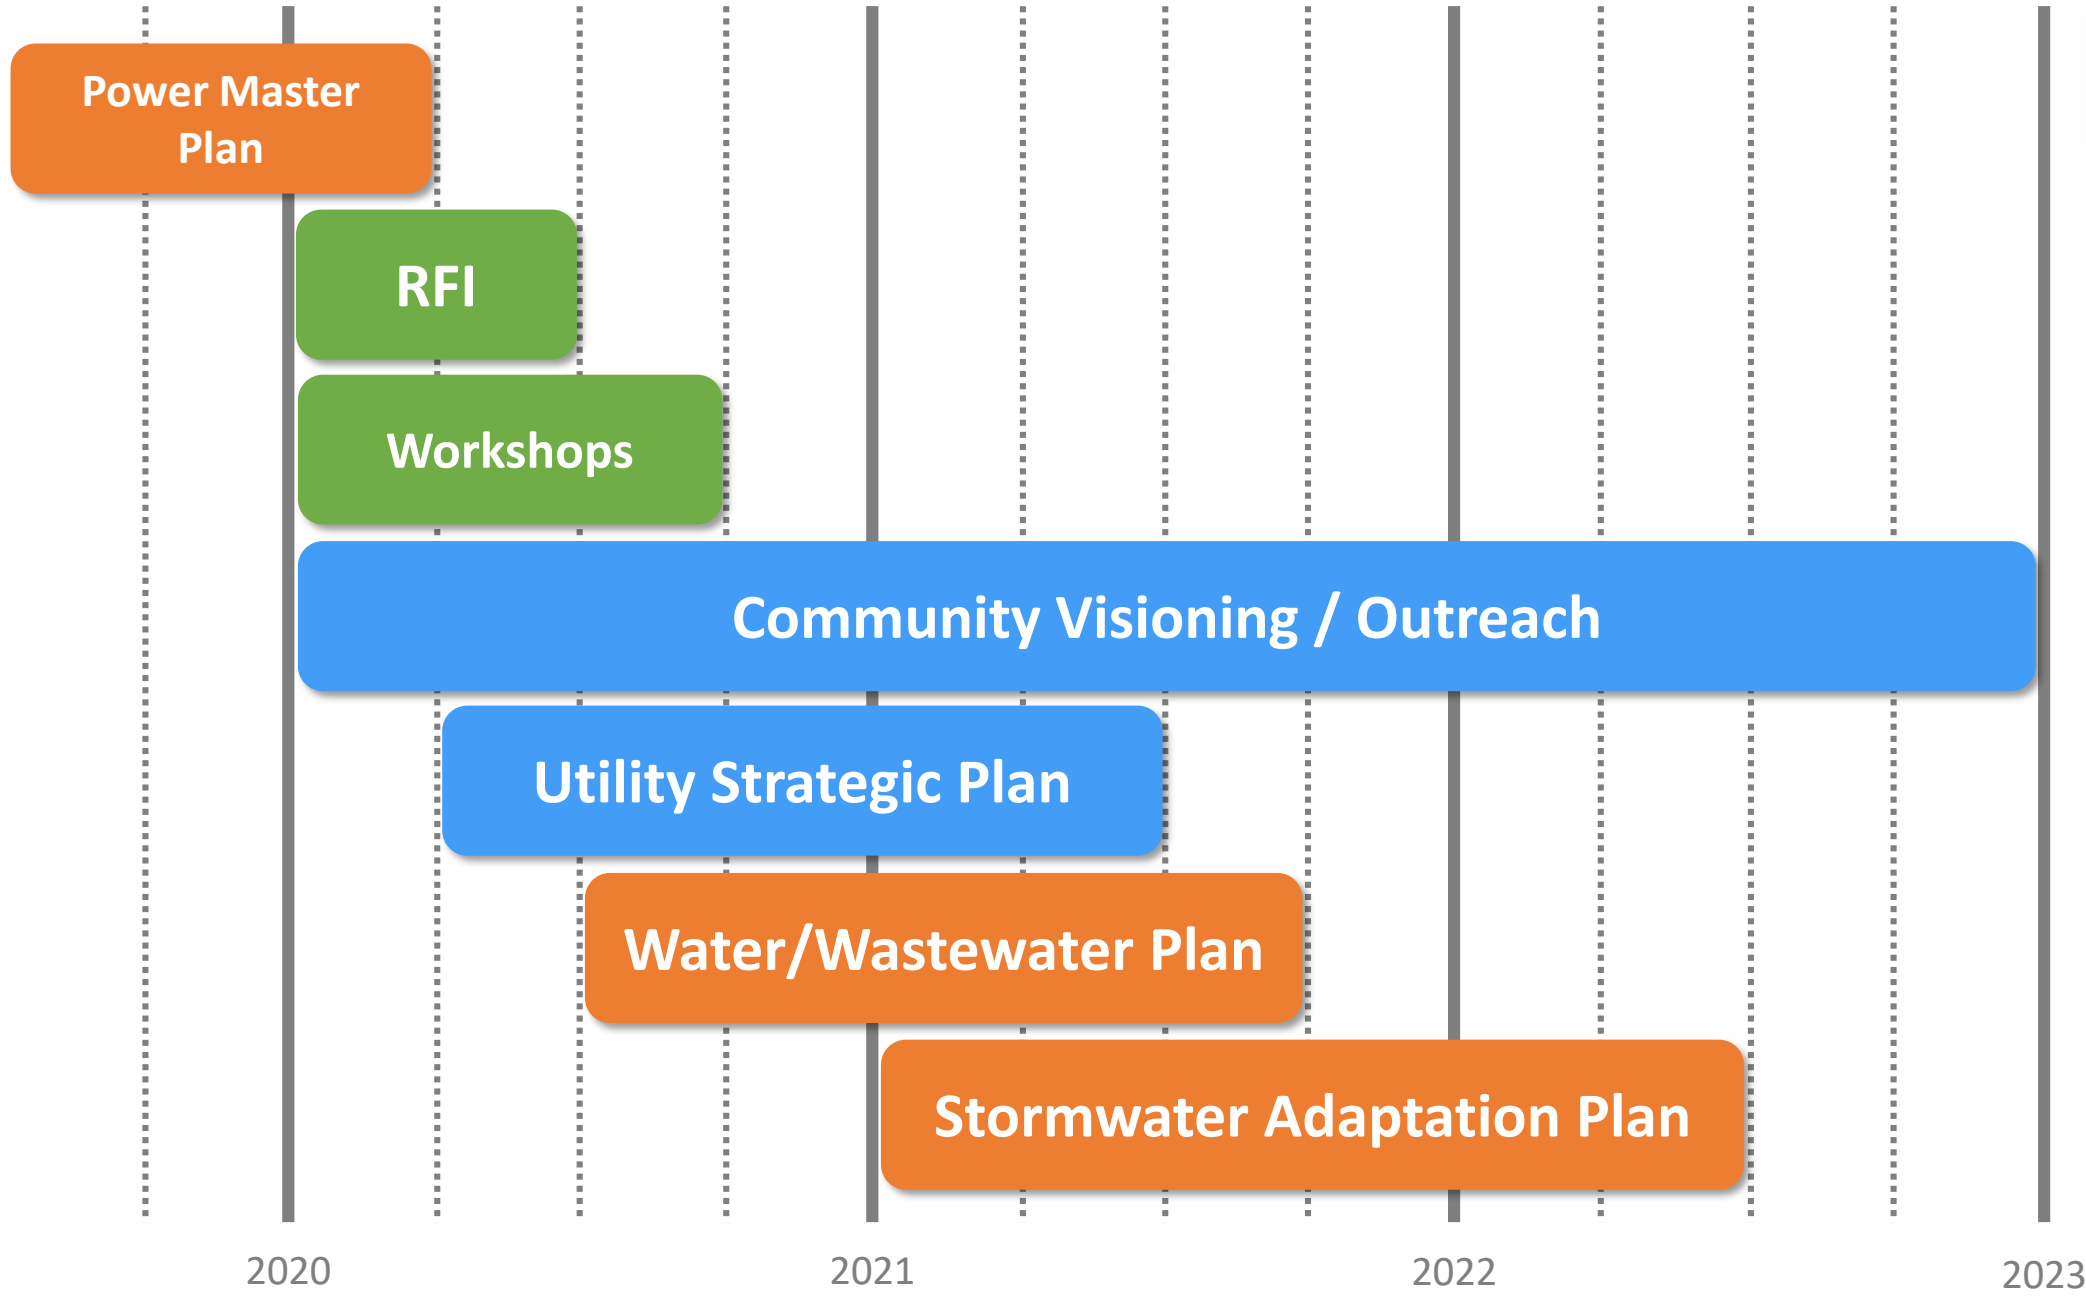 Power Master
Plan
RFI
Workshops
Community Visioning / Outreach
Utility Strategic Plan
Water/Wastewater Plan
Stormwater Adaptation Plan
2020
2021
2022
2023